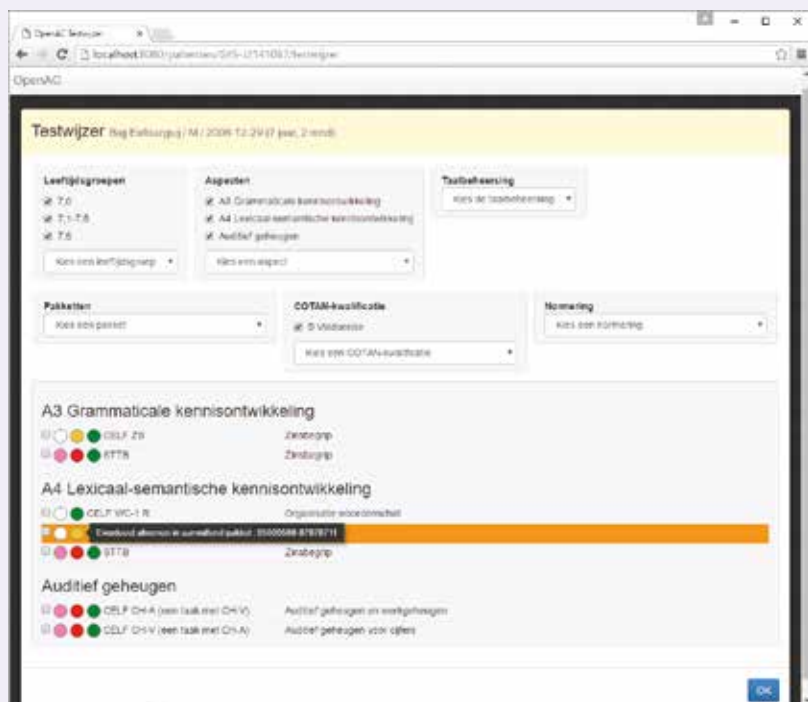 OpenAC Testwijzer
localhost
OpenAC
Testwijzer
Leeftijdsgroepen
Aspecten
Taalbeheersing
7;0
A3 Grammaticale kennisontwikkeling
Kies de taalbeheersing
7;1-7;5
A4 Lexicaal-semantische kennisontwikkeling
7;6
Auditief geheugen
Kies een leeftijdsgroep
Kies een aspect
Pakketten
COTAN-kwalificatie
Normering
Kies een pakket
Kies een normering
Kies een COTAN-kwalificatie
A3 Grammaticale kennisontwikkeling
CELF ZB
Zinsbegrip
STTB
Zinsbegrip
A4 Lexicaal-semantische kennisontwikkeling
CELF WC-1 R
STTB
Zinsbegrip
Auditief geheugen
CELF CH-A (een taak met CH-V)
Auditief geheugen en werkgeheugen
CELF CH-V (een taak met CH-A)
Auditief geheugen voor cijfers
OK